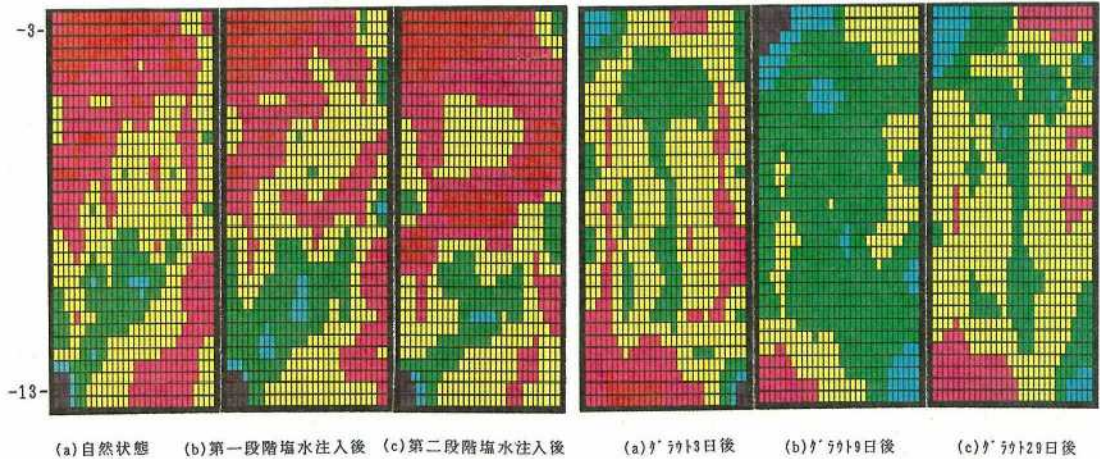 -3-
-13-
(a)自然状態
(b)第一段階塩水注入後
(c)第二段階塩水注入後
(a)グラウト3日後
(b)グラウト9日後
(c)グラウト29日後